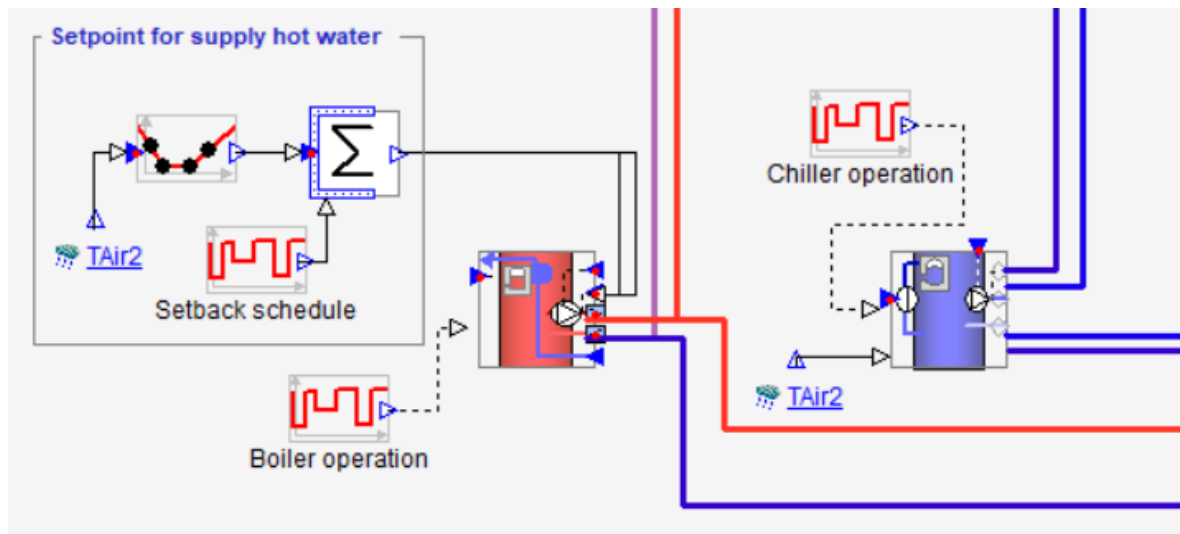 Setpoint for supply hot water
Σ
TAir2
Setback schedule
Boiler operation
Chiller operation
TAir2